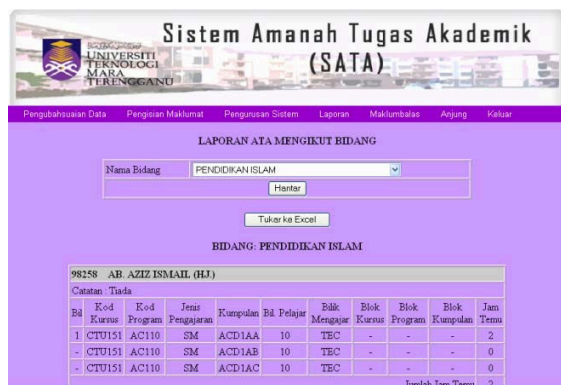 Sistem Amanah Tugas Akademik
(SATA)
UNIVERSITI
TEKNOLOGI
MARA
TERENGGANU
Pengubahsuaian Data Pengisian Maklumat Pengurusan Sistem Laporan Maklumbalas Anjung Keluar
LAPORAN ATA MENGIKUT BIDANG
Nama Bidang PENDIDIKAN ISLAM
Hantar
Tukar ke Excel
BIDANG: PENDIDIKAN ISLAM
98258 AB. AZIZ ISMAIL (HJ.)
Catatan : Tiada
Bil Kod Kursus Kod Program Jenis Pengajaran Kumpulan Bil. Pelajar Bilik Mengajar Blok Kursus Blok Program Blok Kumpulan Jam Temu
1 CTU151 AC110 SM ACD1AA 10 TEC - - - 2
- CTU151 AC110 SM ACD1AB 10 TEC - - - 0
- CTU151 AC110 SM ACD1AC 10 TEC - - - 0
Jumlah Jam Temu 2